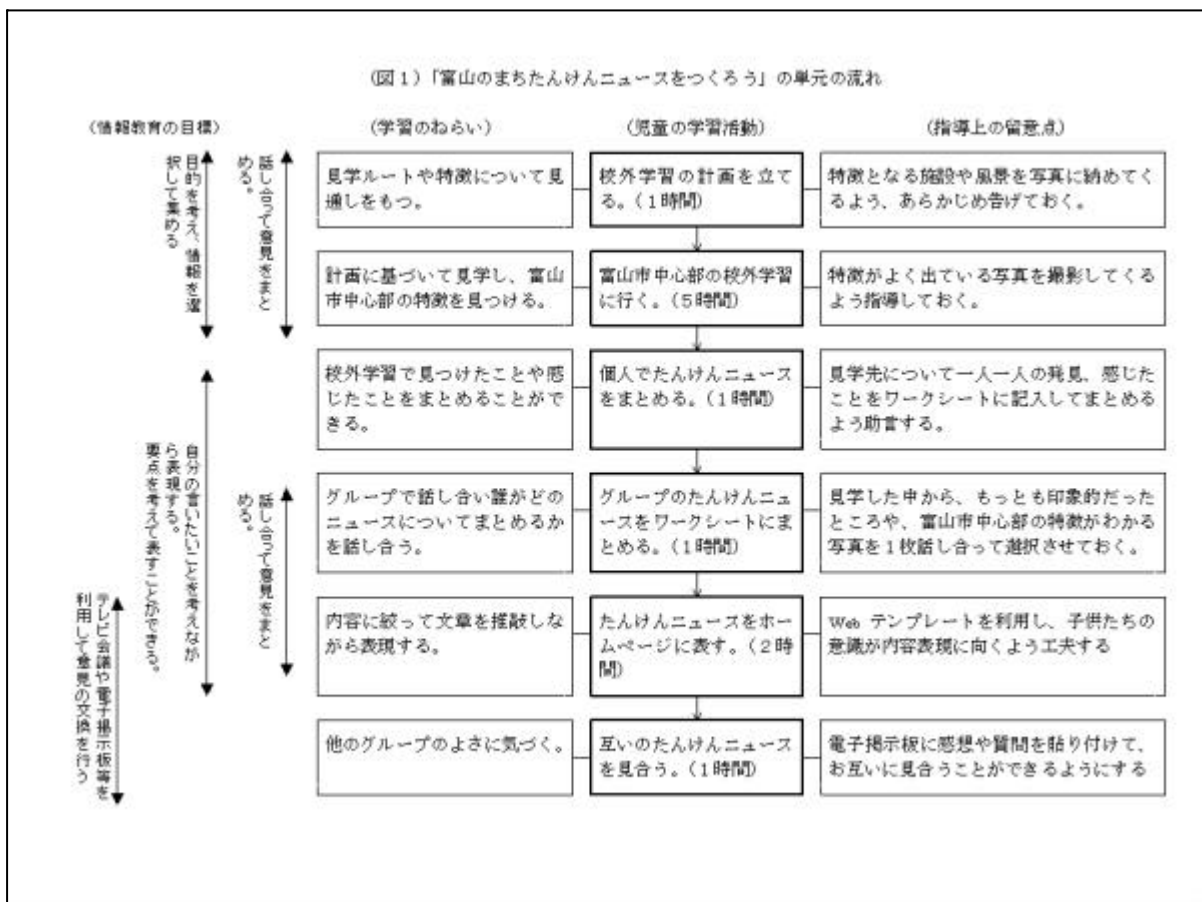 (図1)「富山のまちたんけんニュースをつくろう」の単元の流れ
(情報教育の目標)
(学習のねらい)
(児童の学習活動)
(指導上の留意点)
目的を考え、情報を選
択して集める
話し合って意見をまと
める。
見学ルートや特徴について見
通しをもつ。
校外学習の計画を立て
る。(1時間)
特徴となる施設や風景を写真に納めてく
るよう、あらかじめ告げておく。
計画に基づいて見学し、富山
市中心部の特徴を見つける。
富山市中心部の校外学習
に行く。(5時間)
特徴がよく出ている写真を撮影してくる
よう指導しておく。
自分の言いたいことを考えなが
ら表現する。
要点を考えて表すことができる。
校外学習で見つけたことや感
じたことをまとめることがで
きる。
個人でたんけんニュース
をまとめる。(1時間)
見学先について一人一人の発見、感じた
ことをワークシートに記入してまとめる
よう助言する。
話し合って意見をまと
める。
グループで話し合い誰がどの
ニュースについてまとめるか
を話し合う。
グループのたんけんニュ
ースをワークシートにま
とめる。(1時間)
見学した中から、もっとも印象的だった
ところや、富山市中心部の特徴がわかる
写真を1枚話し合って選択させておく。
テレビ会議や電子掲示板等を
利用して意見の交換を行う
内容に絞って文章を推敲しな
がら表現する。
たんけんニュースをホ
ームページに表す。(2時
間)
Web テンプレートを利用し、子供たちの
意識が内容表現に向くよう工夫する
他のグループのよさに気づく。
互いのたんけんニュース
を見合う。(1時間)
電子掲示板に感想や質問を貼り付けて、
お互いに見合うことができるようにする